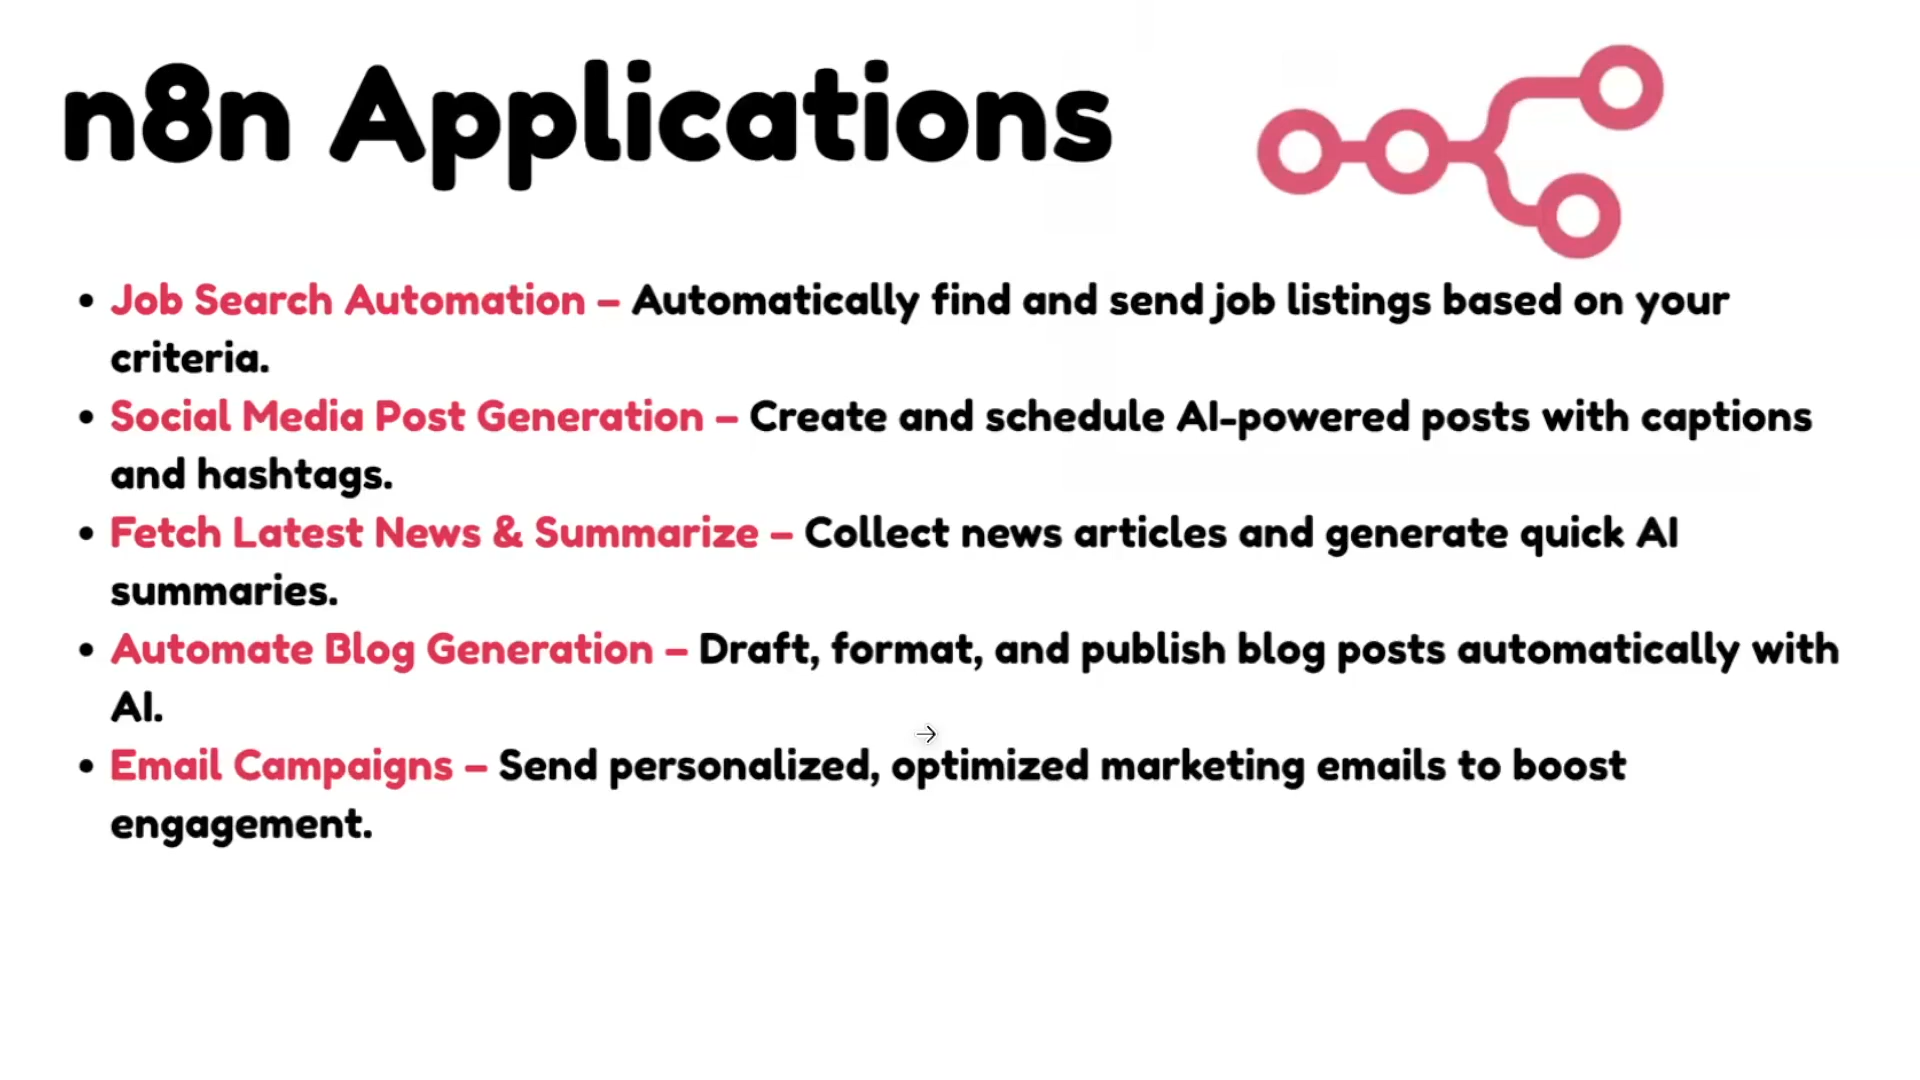 n8n Applications
• Job Search Automation – Automatically find and send job listings based on your
criteria.
• Social Media Post Generation – Create and schedule AI-powered posts with captions
and hashtags.
• Fetch Latest News & Summarize – Collect news articles and generate quick AI
summaries.
• Automate Blog Generation – Draft, format, and publish blog posts automatically with
AI.
• Email Campaigns – Send personalized, optimized marketing emails to boost
engagement.